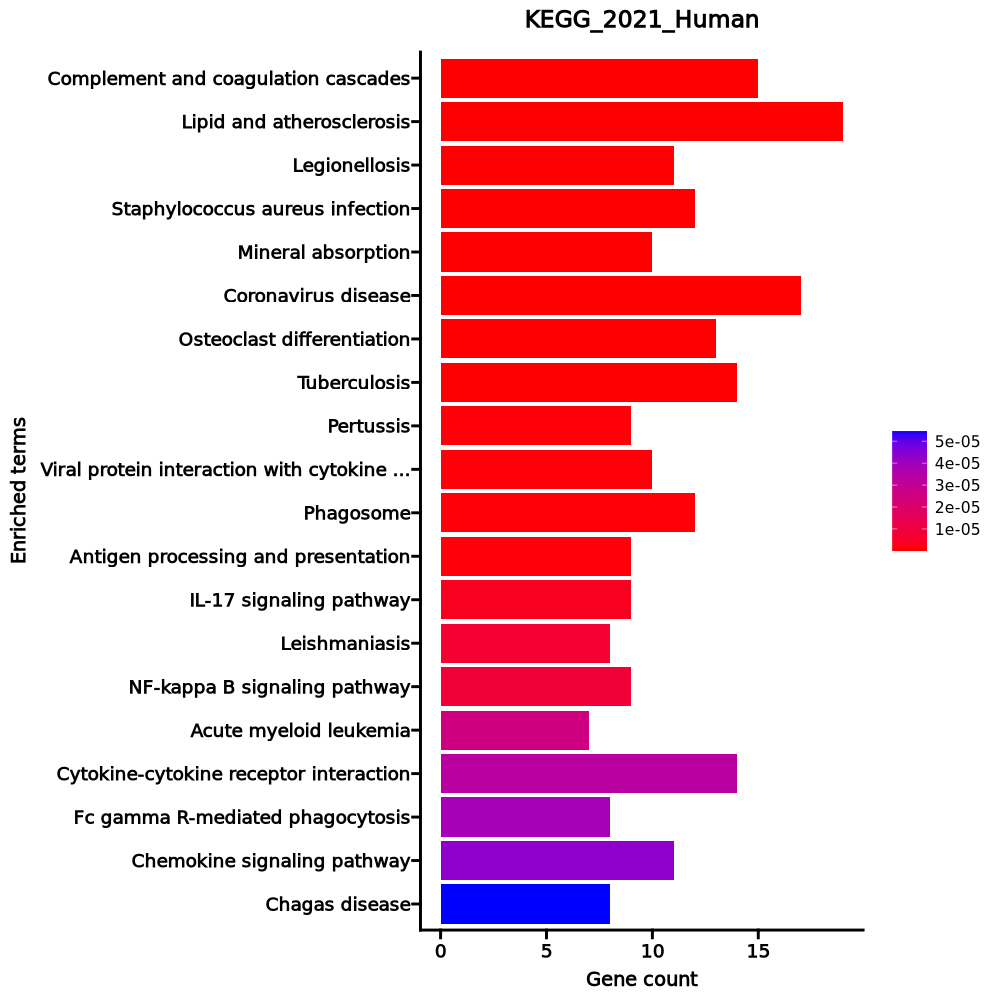 KEGG_2021_Human
Complement and coagulation cascades
Lipid and atherosclerosis
Legionellosis
Staphylococcus aureus infection
Mineral absorption
Coronavirus disease
Osteoclast differentiation
Tuberculosis
Pertussis
Viral protein interaction with cytokine ...
Phagosome
Antigen processing and presentation
IL-17 signaling pathway
Leishmaniasis
NF-kappa B signaling pathway
Acute myeloid leukemia
Cytokine-cytokine receptor interaction
Fc gamma R-mediated phagocytosis
Chemokine signaling pathway
Chagas disease
Enriched terms
0 5 10 15
Gene count
5e-05
4e-05
3e-05
2e-05
1e-05